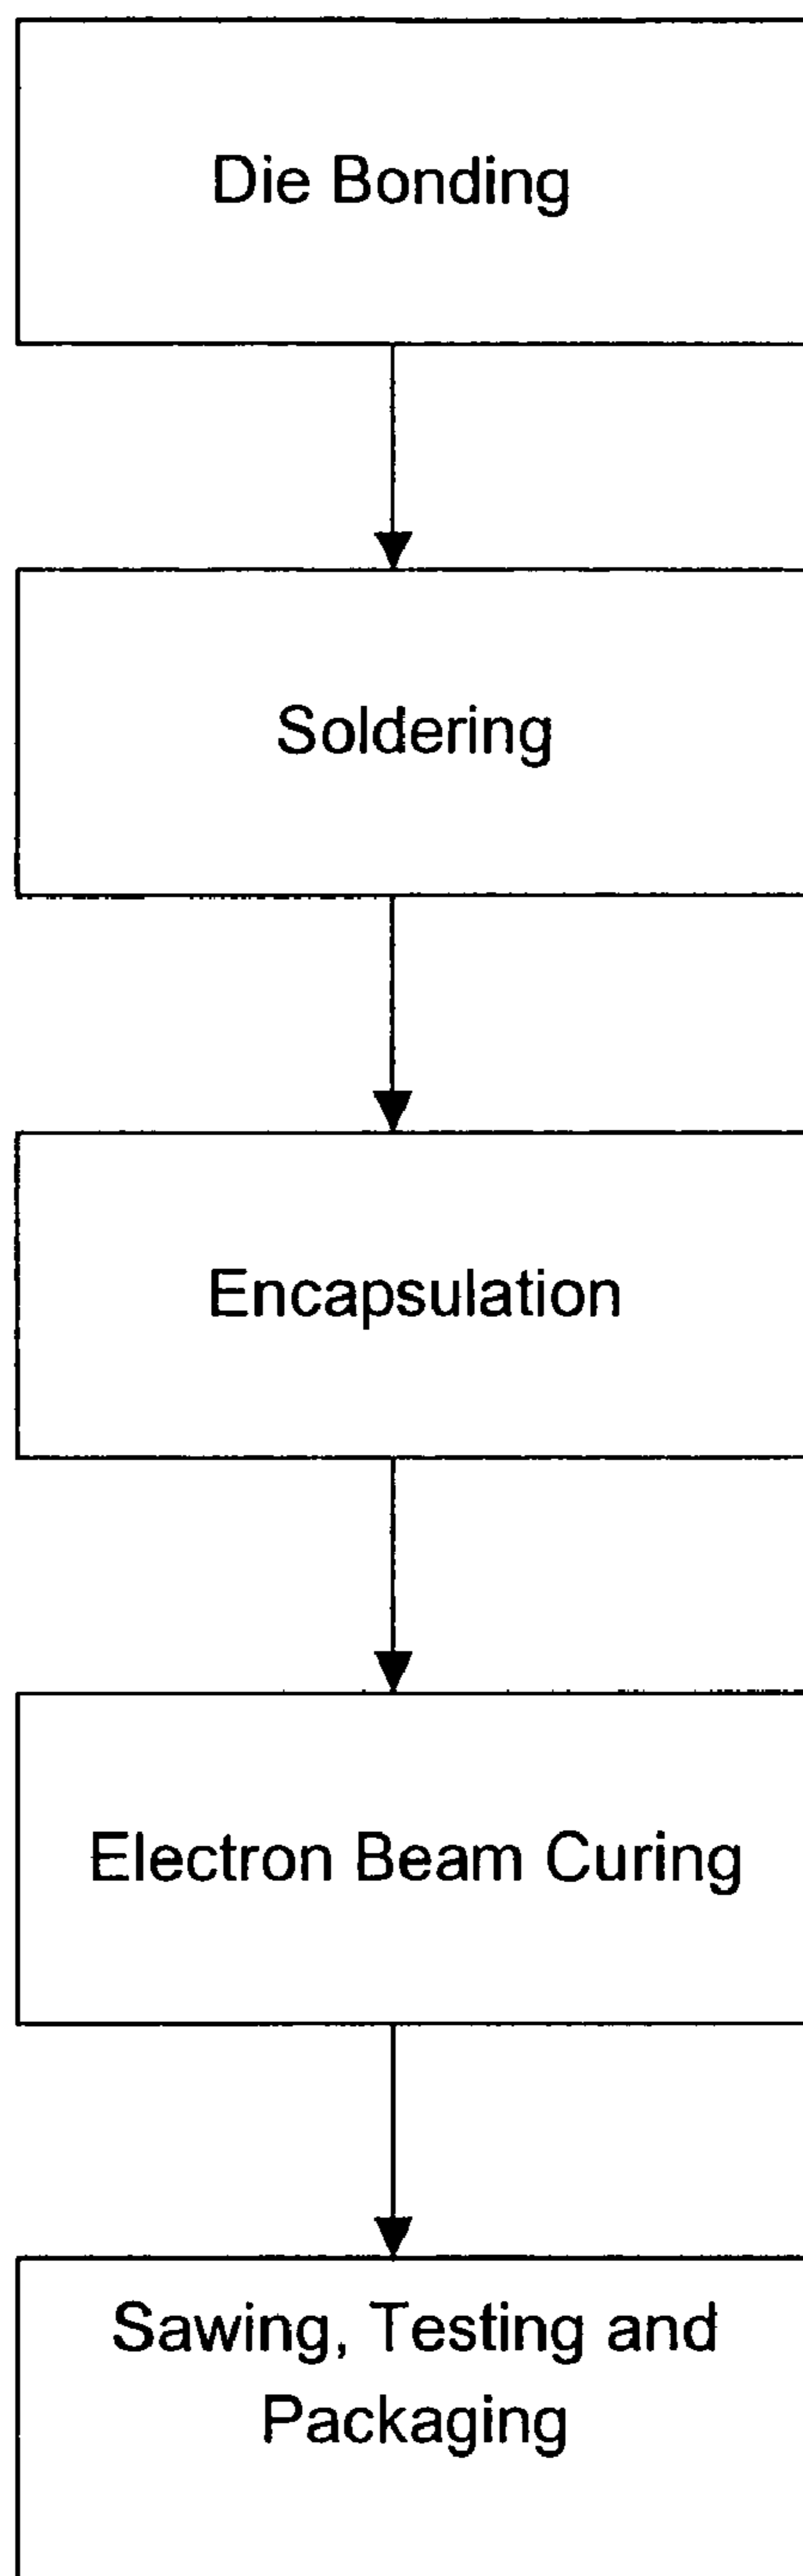 Die Bonding
Soldering
Encapsulation
Electron Beam Curing
Sawing, Testing and
Packaging